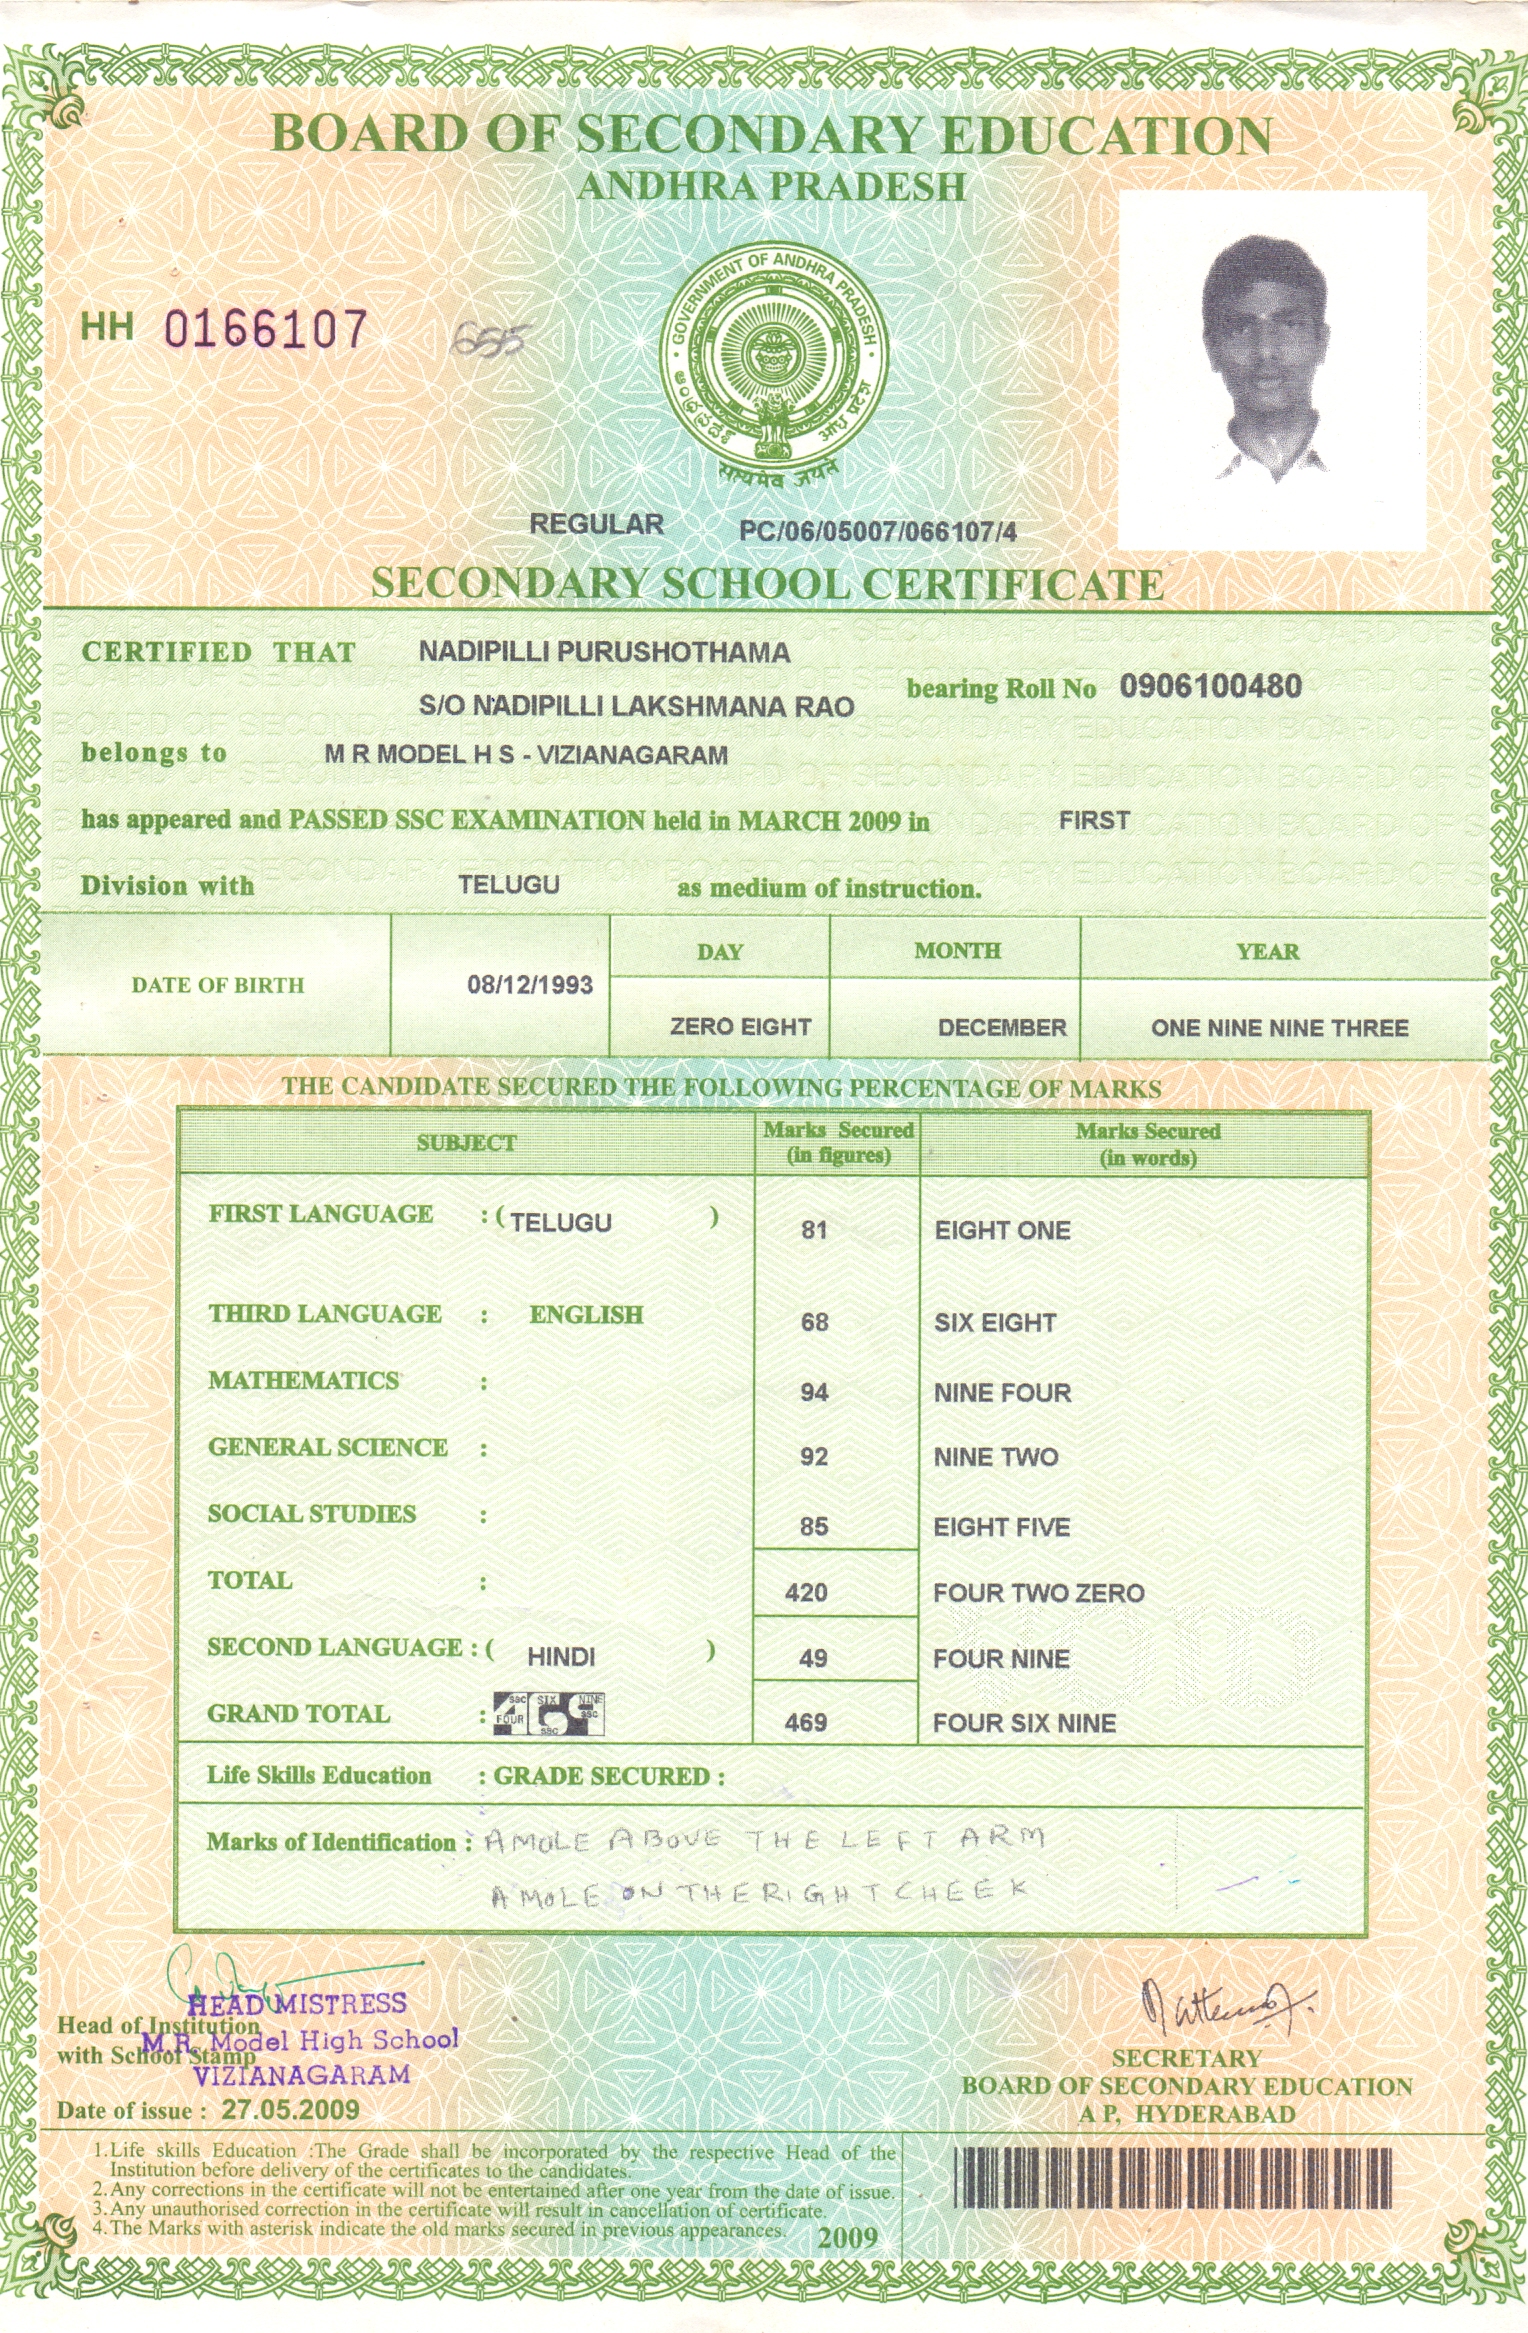 BOARD OF SECONDARY EDUCATION
ANDHRA PRADESH
GOVERNMENT OF ANDHRA PRADESH
ఆంధ్రప్రదేశ్
आंध्र प्रदेश
सत्यमेव जयते
HH 0166107 655
REGULAR PC/06/05007/066107/4
SECONDARY SCHOOL CERTIFICATE
CERTIFIED THAT NADIPILLI PURUSHOTHAMA
S/O NADIPILLI LAKSHMANA RAO bearing Roll No 0906100480
belongs to M R MODEL H S - VIZIANAGARAM
has appeared and PASSED SSC EXAMINATION held in MARCH 2009 in FIRST
Division with TELUGU as medium of instruction.
DATE OF BIRTH 08/12/1993
DAY MONTH YEAR
ZERO EIGHT DECEMBER ONE NINE NINE THREE
THE CANDIDATE SECURED THE FOLLOWING PERCENTAGE OF MARKS
SUBJECT Marks Secured (in figures) Marks Secured (in words)
FIRST LANGUAGE : ( TELUGU ) 81 EIGHT ONE
THIRD LANGUAGE : ENGLISH 68 SIX EIGHT
MATHEMATICS : 94 NINE FOUR
GENERAL SCIENCE : 92 NINE TWO
SOCIAL STUDIES : 85 EIGHT FIVE
TOTAL : 420 FOUR TWO ZERO
SECOND LANGUAGE : ( HINDI ) 49 FOUR NINE
GRAND TOTAL : 469 FOUR SIX NINE
Life Skills Education : GRADE SECURED :
Marks of Identification : A MOLE ABOVE THE LEFT ARM
A MOLE ON THE RIGHT CHEEK
HEAD MISTRESS
Head of Institution
M.R. Model High School
with School Stamp
VIZIANAGARAM
Date of issue : 27.05.2009
SECRETARY
BOARD OF SECONDARY EDUCATION
A P, HYDERABAD
1.Life skills Education :The Grade shall be incorporated by the respective Head of the
Institution before delivery of the certificates to the candidates.
2.Any corrections in the certificate will not be entertained after one year from the date of issue.
3.Any unauthorised correction in the certificate will result in cancellation of certificate.
4.The Marks with asterisk indicate the old marks secured in previous appearances.
2009